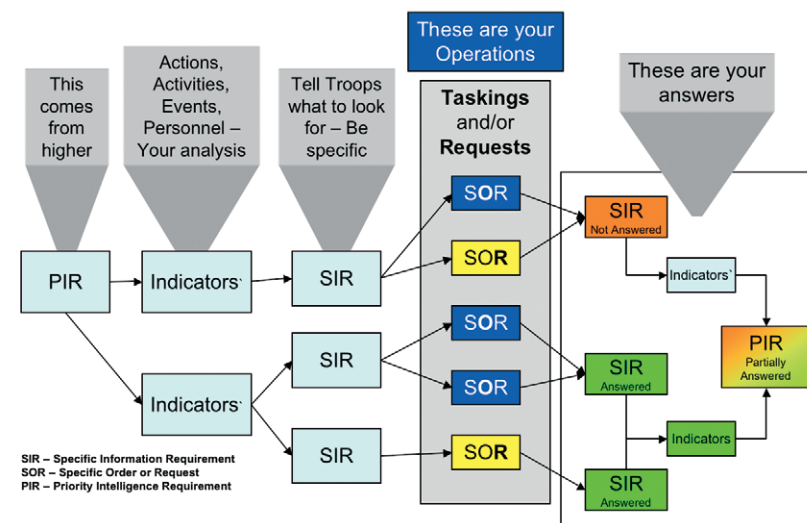 These are your
Operations
This
comes
from
higher
Actions,
Activities,
Events,
Personnel –
Your analysis
Tell Troops
what to look
for – Be
specific
Taskings
and/or
Requests
These are your
answers
PIR
Indicators`
SIR
SOR
SOR
SIR
Not Answered
Indicators`
Indicators`
SIR
SIR
SOR
SOR
SOR
SIR
Answered
SIR
Answered
Indicators
PIR
Partially
Answered
SIR – Specific Information Requirement
SOR – Specific Order or Request
PIR – Priority Intelligence Requirement